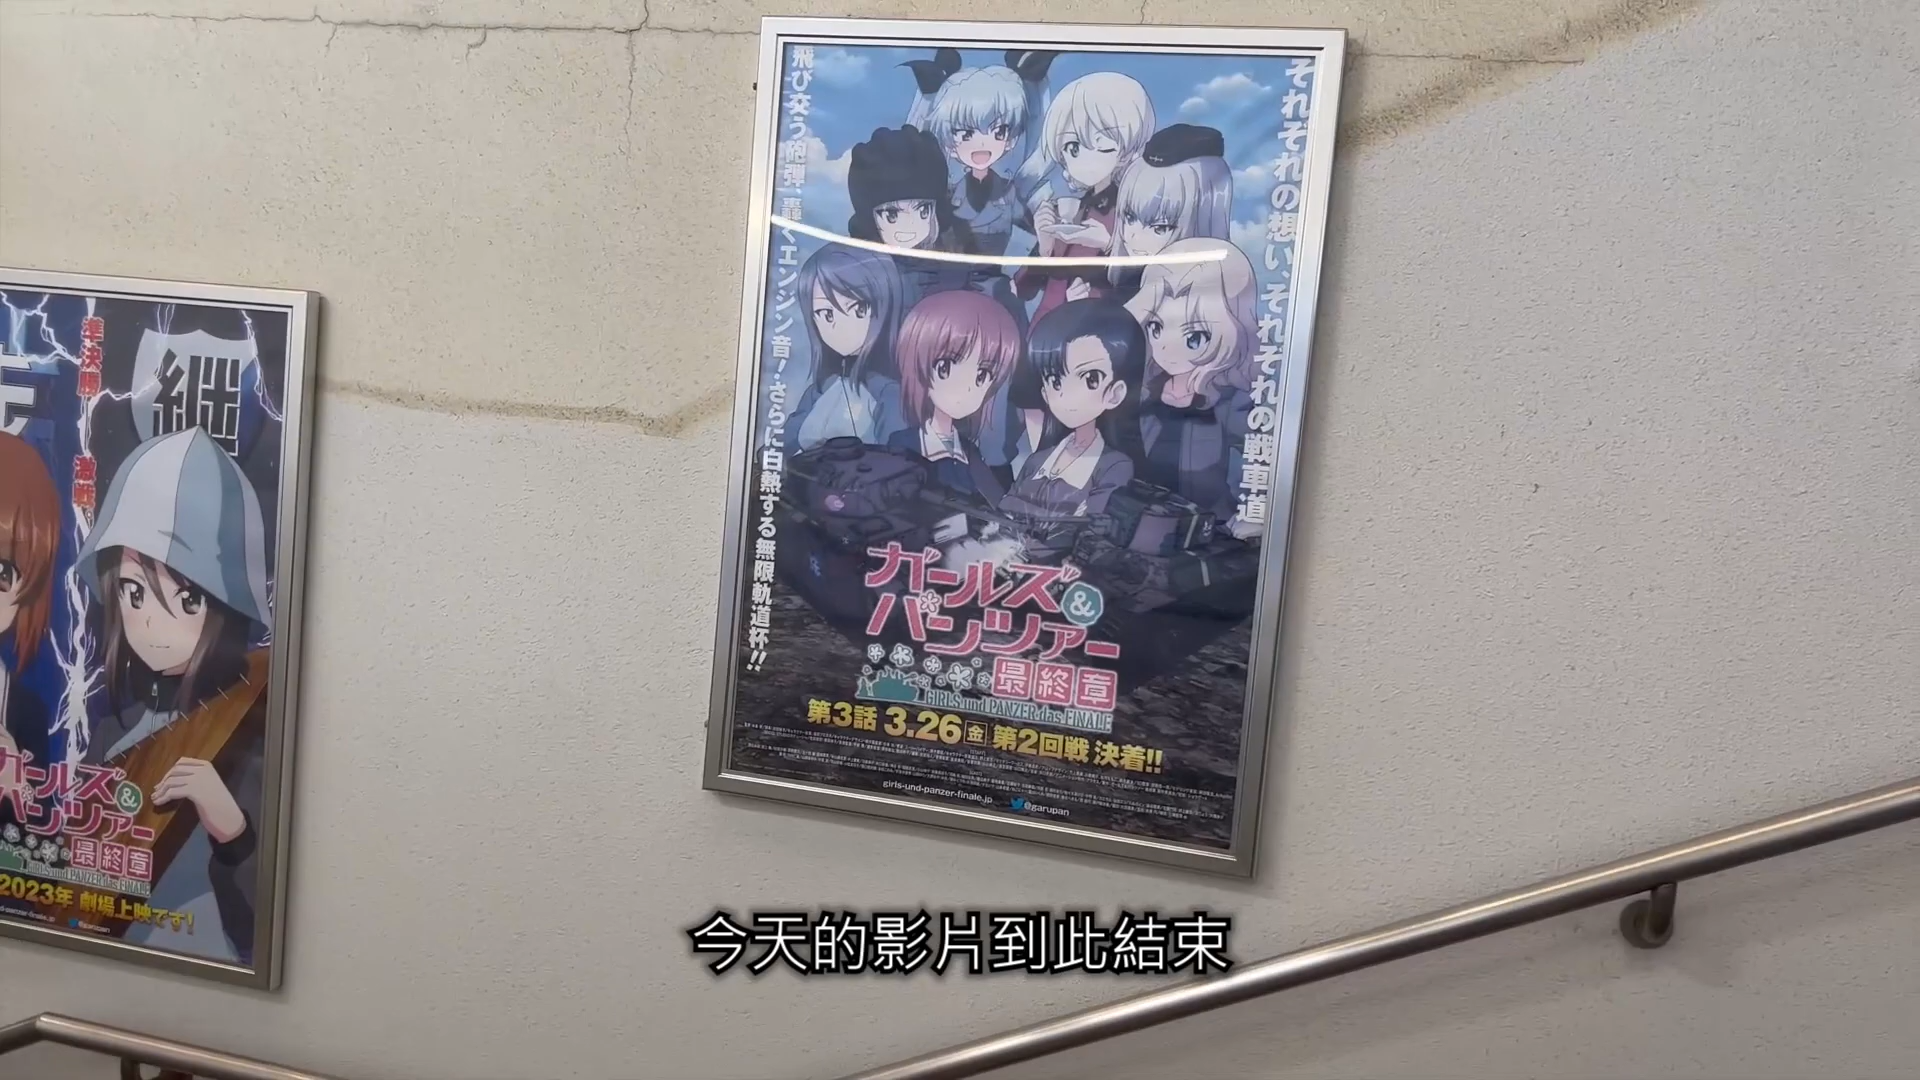 準決勝
激戦。
継
ガールズ&
パンツァー
最終章
GIRLS und PANZER das FINALE
2023年 劇場上映です!
@garupan
飛び交う砲弾、轟くエンジン音!さらに白熱する無限軌道杯!!
それぞれの想い、それぞれの戦車道
ガールズ&
パンツァー
最終章
GIRLS und PANZER das FINALE
第3話 3.26 金 第2回戦 決着!!
girls-und-panzer-finale.jp @garupan
今天的影片到此結束